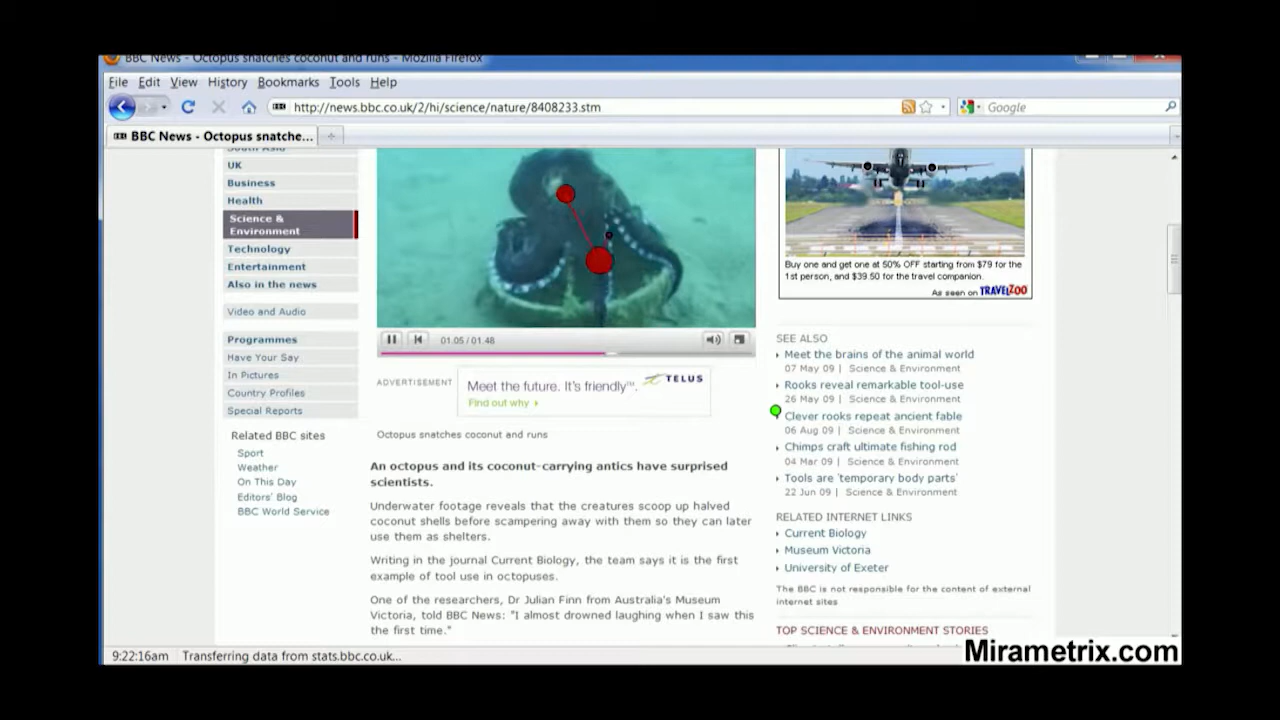 BBC News - Octopus snatches coconut and runs - Mozilla Firefox
File Edit View History Bookmarks Tools Help
http://news.bbc.co.uk/2/hi/science/nature/8408233.stm
Google
BBC News - Octopus snatche...
South Asia
UK
Business
Health
Science &
Environment
Technology
Entertainment
Also in the news
Video and Audio
Programmes
Have Your Say
In Pictures
Country Profiles
Special Reports
Related BBC sites
Sport
Weather
On This Day
Editors' Blog
BBC World Service
01.05 / 01.48
ADVERTISEMENT
Meet the future. It's friendly™.
TELUS
Find out why
Octopus snatches coconut and runs
An octopus and its coconut-carrying antics have surprised
scientists.
Underwater footage reveals that the creatures scoop up halved
coconut shells before scampering away with them so they can later
use them as shelters.
Writing in the journal Current Biology, the team says it is the first
example of tool use in octopuses.
One of the researchers, Dr Julian Finn from Australia's Museum
Victoria, told BBC News: "I almost drowned laughing when I saw this
the first time."
Buy one and get one at 50% OFF starting from $79 for the
1st person, and $39.50 for the travel companion.
As seen on TRAVELZOO
SEE ALSO
Meet the brains of the animal world
07 May 09 | Science & Environment
Rooks reveal remarkable tool-use
26 May 09 | Science & Environment
Clever rooks repeat ancient fable
06 Aug 09 | Science & Environment
Chimps craft ultimate fishing rod
04 Mar 09 | Science & Environment
Tools are 'temporary body parts'
22 Jun 09 | Science & Environment
RELATED INTERNET LINKS
Current Biology
Museum Victoria
University of Exeter
The BBC is not responsible for the content of external
internet sites
TOP SCIENCE & ENVIRONMENT STORIES
9:22:16am
Transferring data from stats.bbc.co.uk...
Mirametrix.com